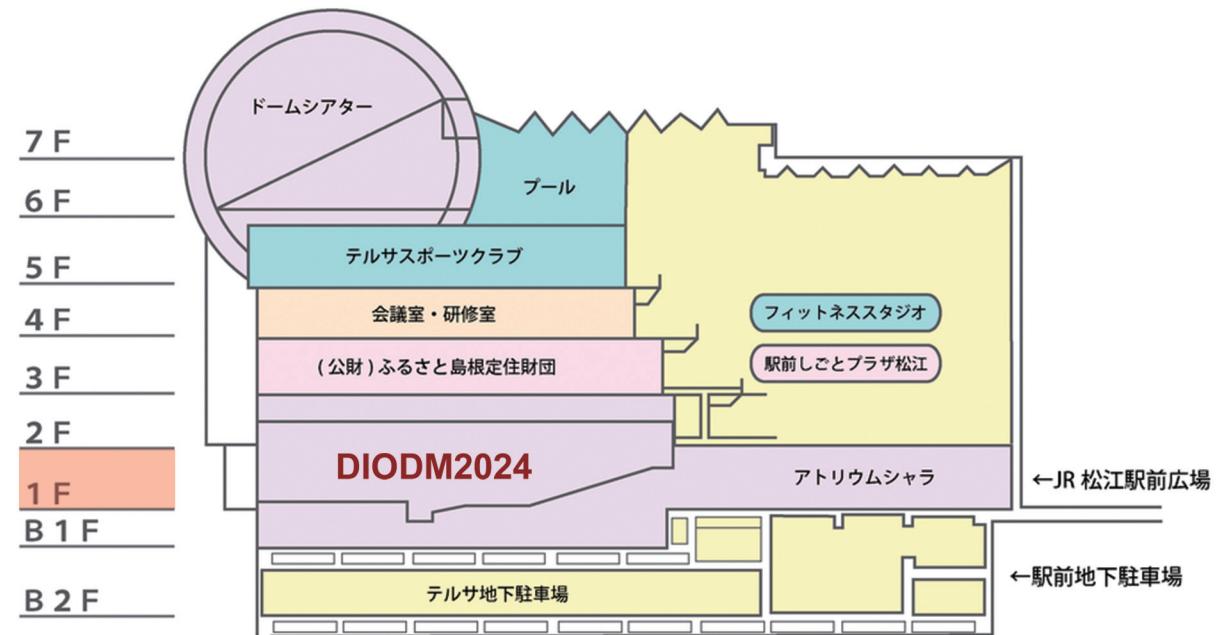 ドームシアター
7 F
プール
6 F
テルサスポーツクラブ
5 F
会議室・研修室
フィットネススタジオ
4 F
(公財)ふるさと島根定住財団
駅前しごとプラザ松江
3 F
2 F
DIODM2024
アトリウムシャラ
←JR 松江駅前広場
1 F
B 1 F
←駅前地下駐車場
テルサ地下駐車場
B 2 F